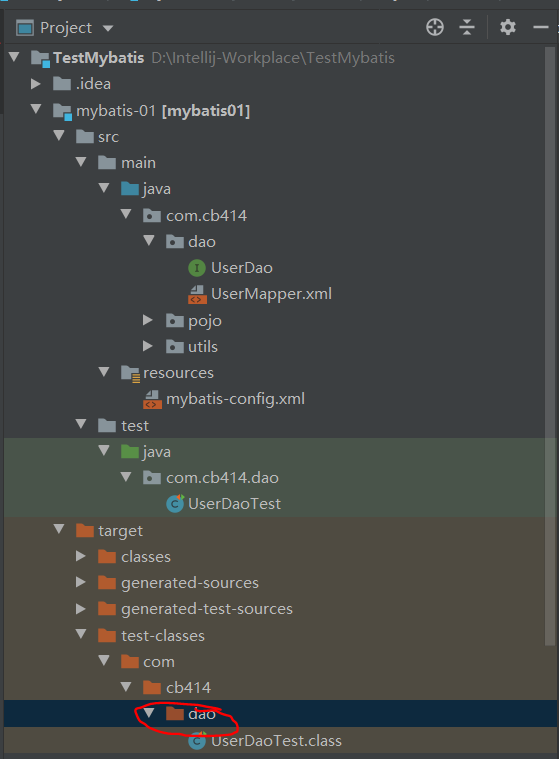 Project
TestMybatis D:\Intellij-Workplace\TestMybatis
.idea
mybatis-01 [mybatis01]
src
main
java
com.cb414
dao
UserDao
UserMapper.xml
pojo
utils
resources
mybatis-config.xml
test
java
com.cb414.dao
UserDaoTest
target
classes
generated-sources
generated-test-sources
test-classes
com
cb414
dao
UserDaoTest.class